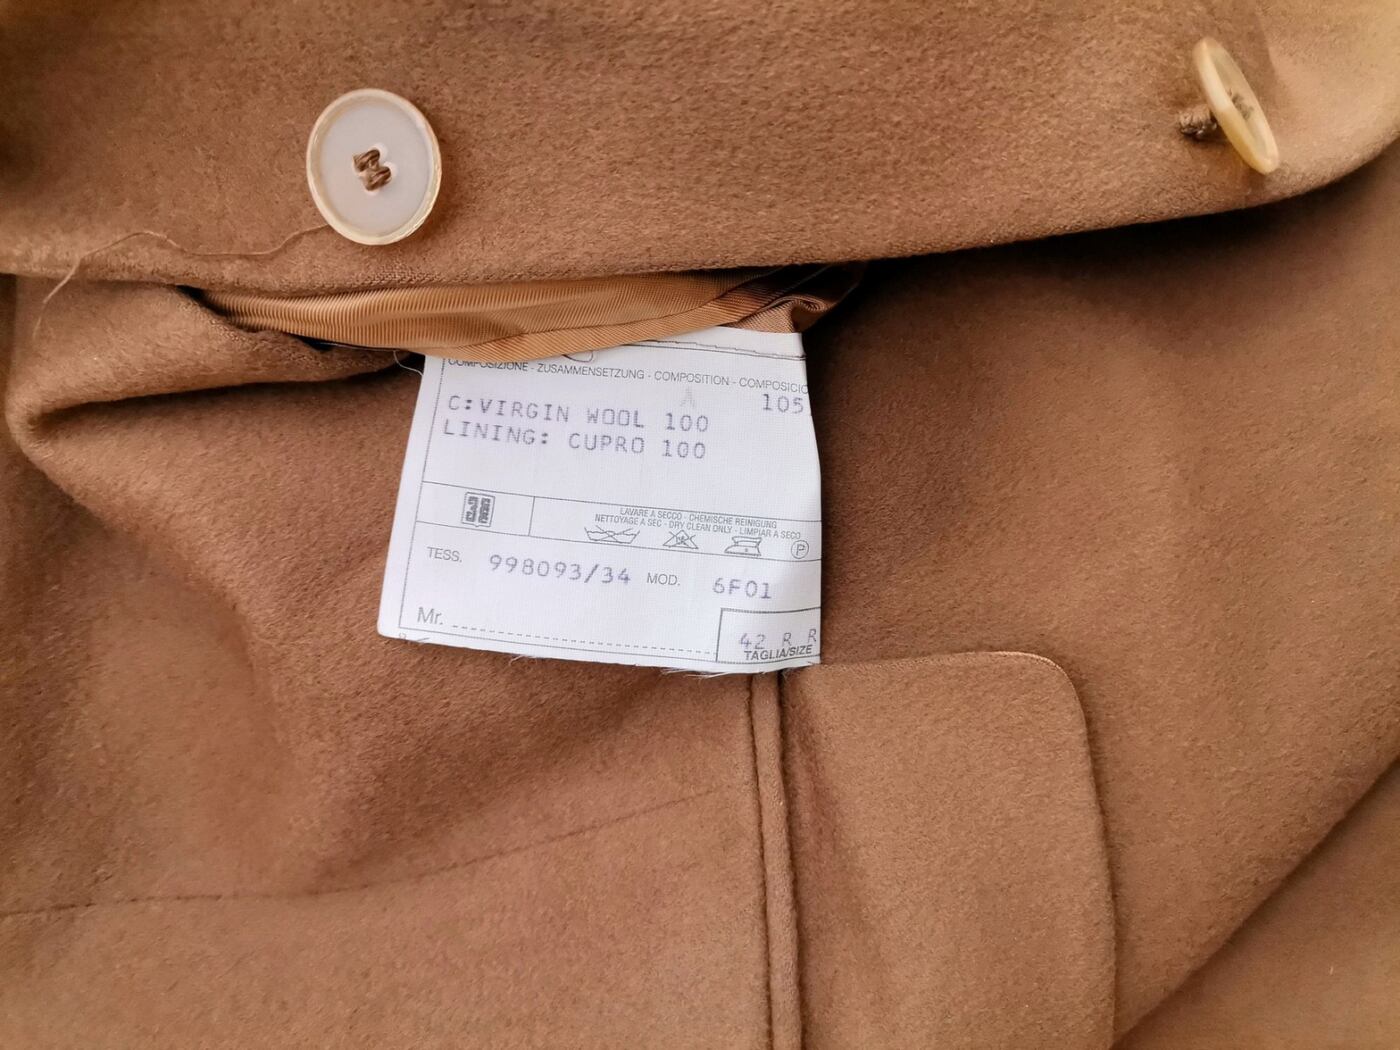 COMPOSIZIONE - ZUSAMMENSETZUNG - COMPOSITION - COMPOSICIO
105
C:VIRGIN WOOL 100
LINING: CUPRO 100
LAVARE A SECCO - CHEMISCHE REINIGUNG
NETTOYAGE A SEC - DRY CLEAN ONLY - LIMPIAR A SECO
P
TESS. 998093/34 MOD. 6F01
Mr.
42 R R
TAGLIA/SIZE